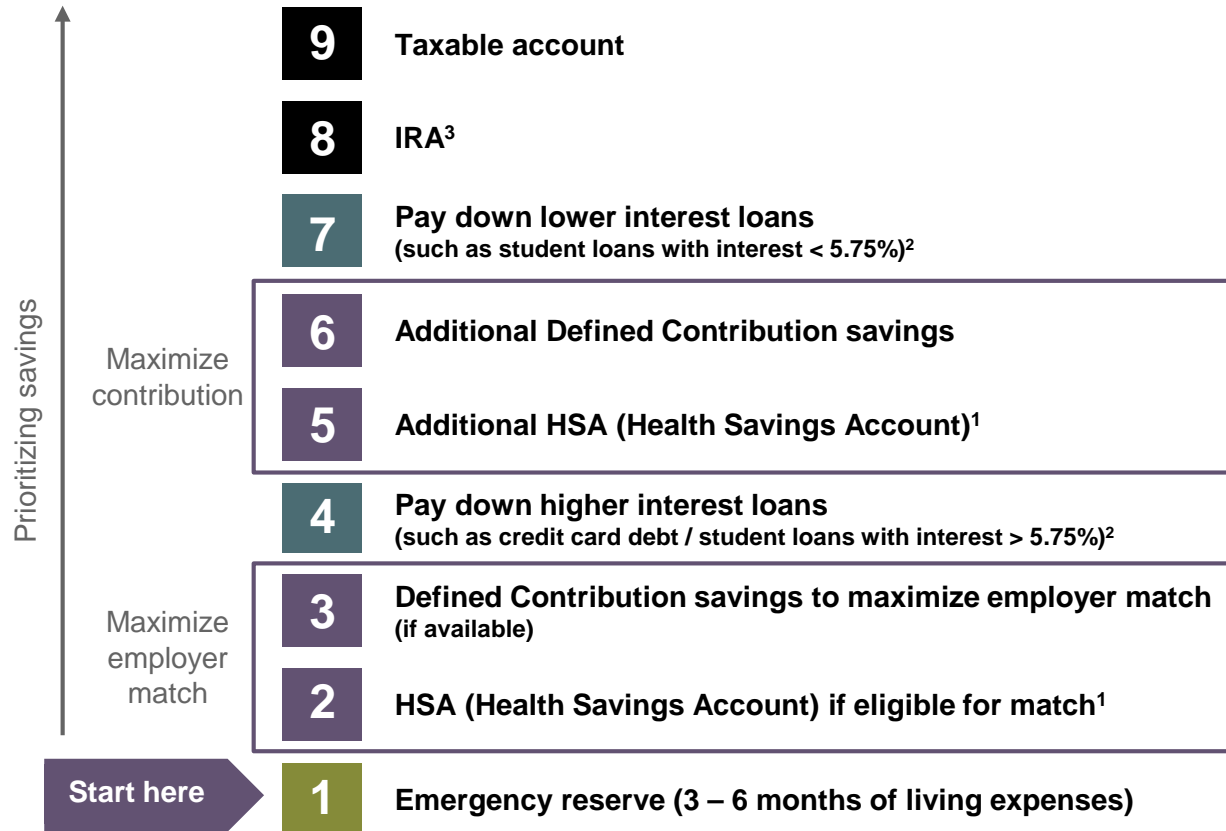 9 Taxable account
8 IRA³
7 Pay down lower interest loans
(such as student loans with interest < 5.75%)²
6 Additional Defined Contribution savings
5 Additional HSA (Health Savings Account)¹
Maximize
contribution
Prioritizing savings
4 Pay down higher interest loans
(such as credit card debt / student loans with interest > 5.75%)²
3 Defined Contribution savings to maximize employer match
(if available)
2 HSA (Health Savings Account) if eligible for match¹
Maximize
employer
match
Start here
1 Emergency reserve (3 – 6 months of living expenses)